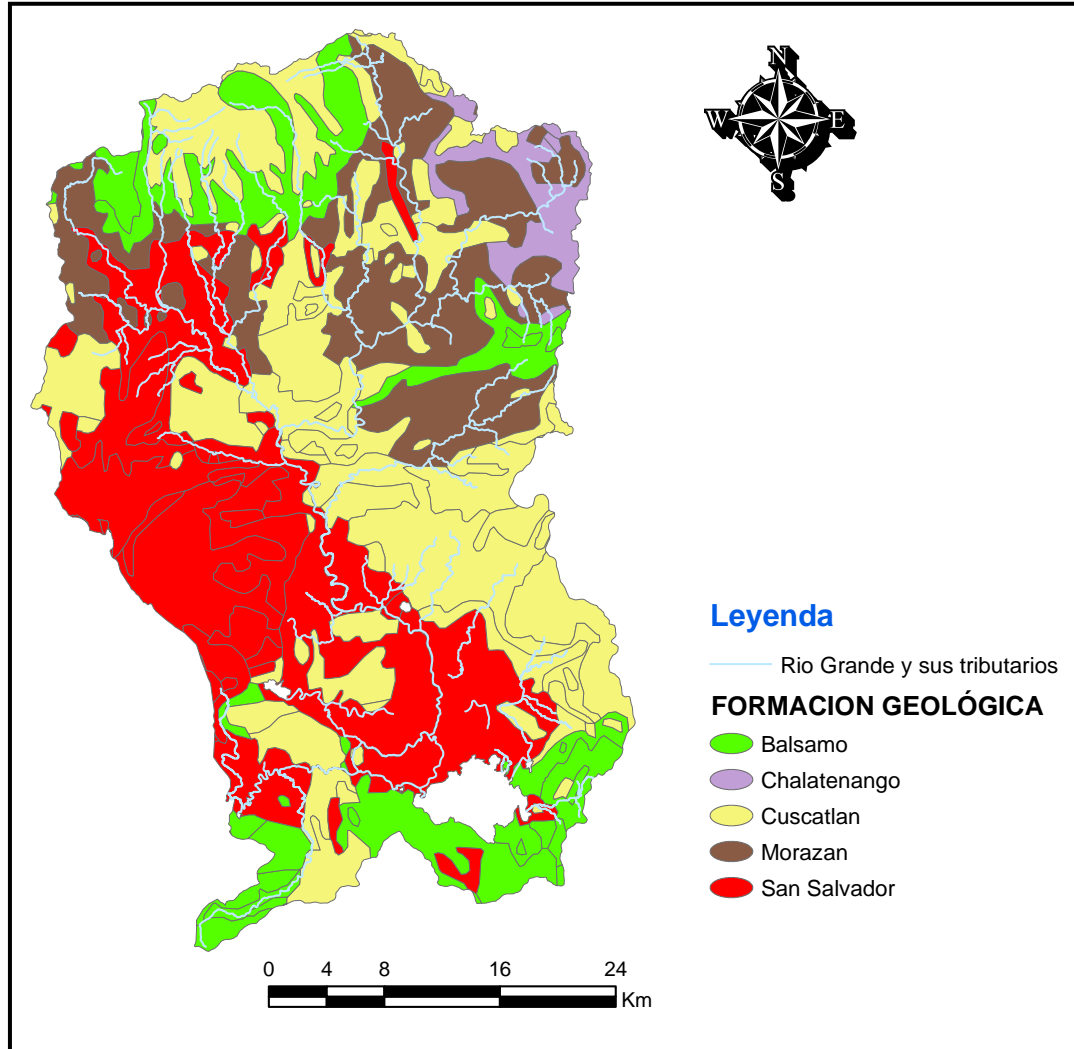 N
W E
S
Leyenda
Rio Grande y sus tributarios
FORMACION GEOLÓGICA
Balsamo
Chalatenango
Cuscatlan
Morazan
San Salvador
0 4 8 16 24
Km